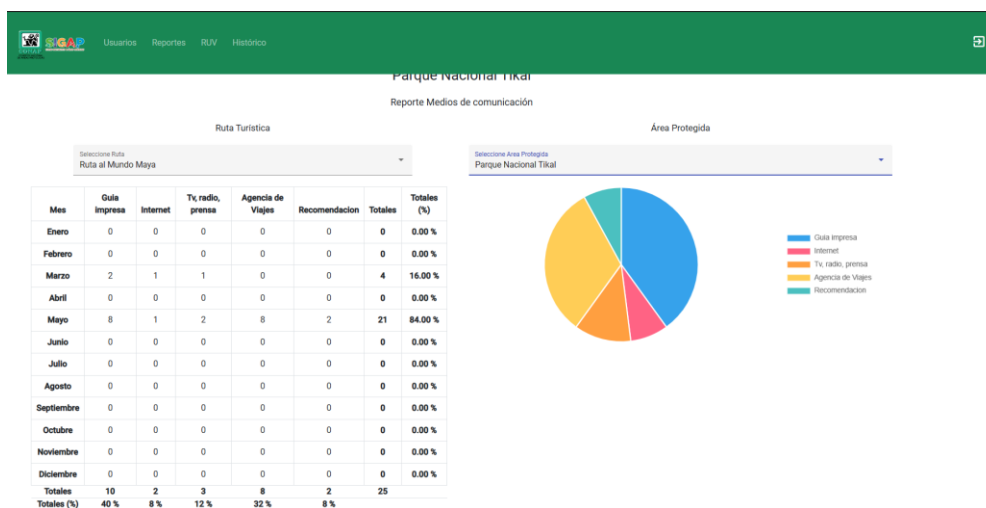 SIGAP Usuarios Reportes RUV Histórico
Parque Nacional Tikal
Reporte Medios de comunicación
Ruta Turística
Seleccione Ruta
Ruta al Mundo Maya
Área Protegida
Seleccione Area Protegida
Parque Nacional Tikal
Mes Guia impresa Internet Tv, radio, prensa Agencia de Viajes Recomendacion Totales Totales (%)
Enero 0 0 0 0 0 0 0.00 %
Febrero 0 0 0 0 0 0 0.00 %
Marzo 2 1 1 0 0 4 16.00 %
Abril 0 0 0 0 0 0 0.00 %
Mayo 8 1 2 8 2 21 84.00 %
Junio 0 0 0 0 0 0 0.00 %
Julio 0 0 0 0 0 0 0.00 %
Agosto 0 0 0 0 0 0 0.00 %
Septiembre 0 0 0 0 0 0 0.00 %
Octubre 0 0 0 0 0 0 0.00 %
Noviembre 0 0 0 0 0 0 0.00 %
Diciembre 0 0 0 0 0 0 0.00 %
Totales 10 2 3 8 2 25
Totales (%) 40 % 8 % 12 % 32 % 8 %
Guia impresa
Internet
Tv, radio, prensa
Agencia de Viajes
Recomendacion